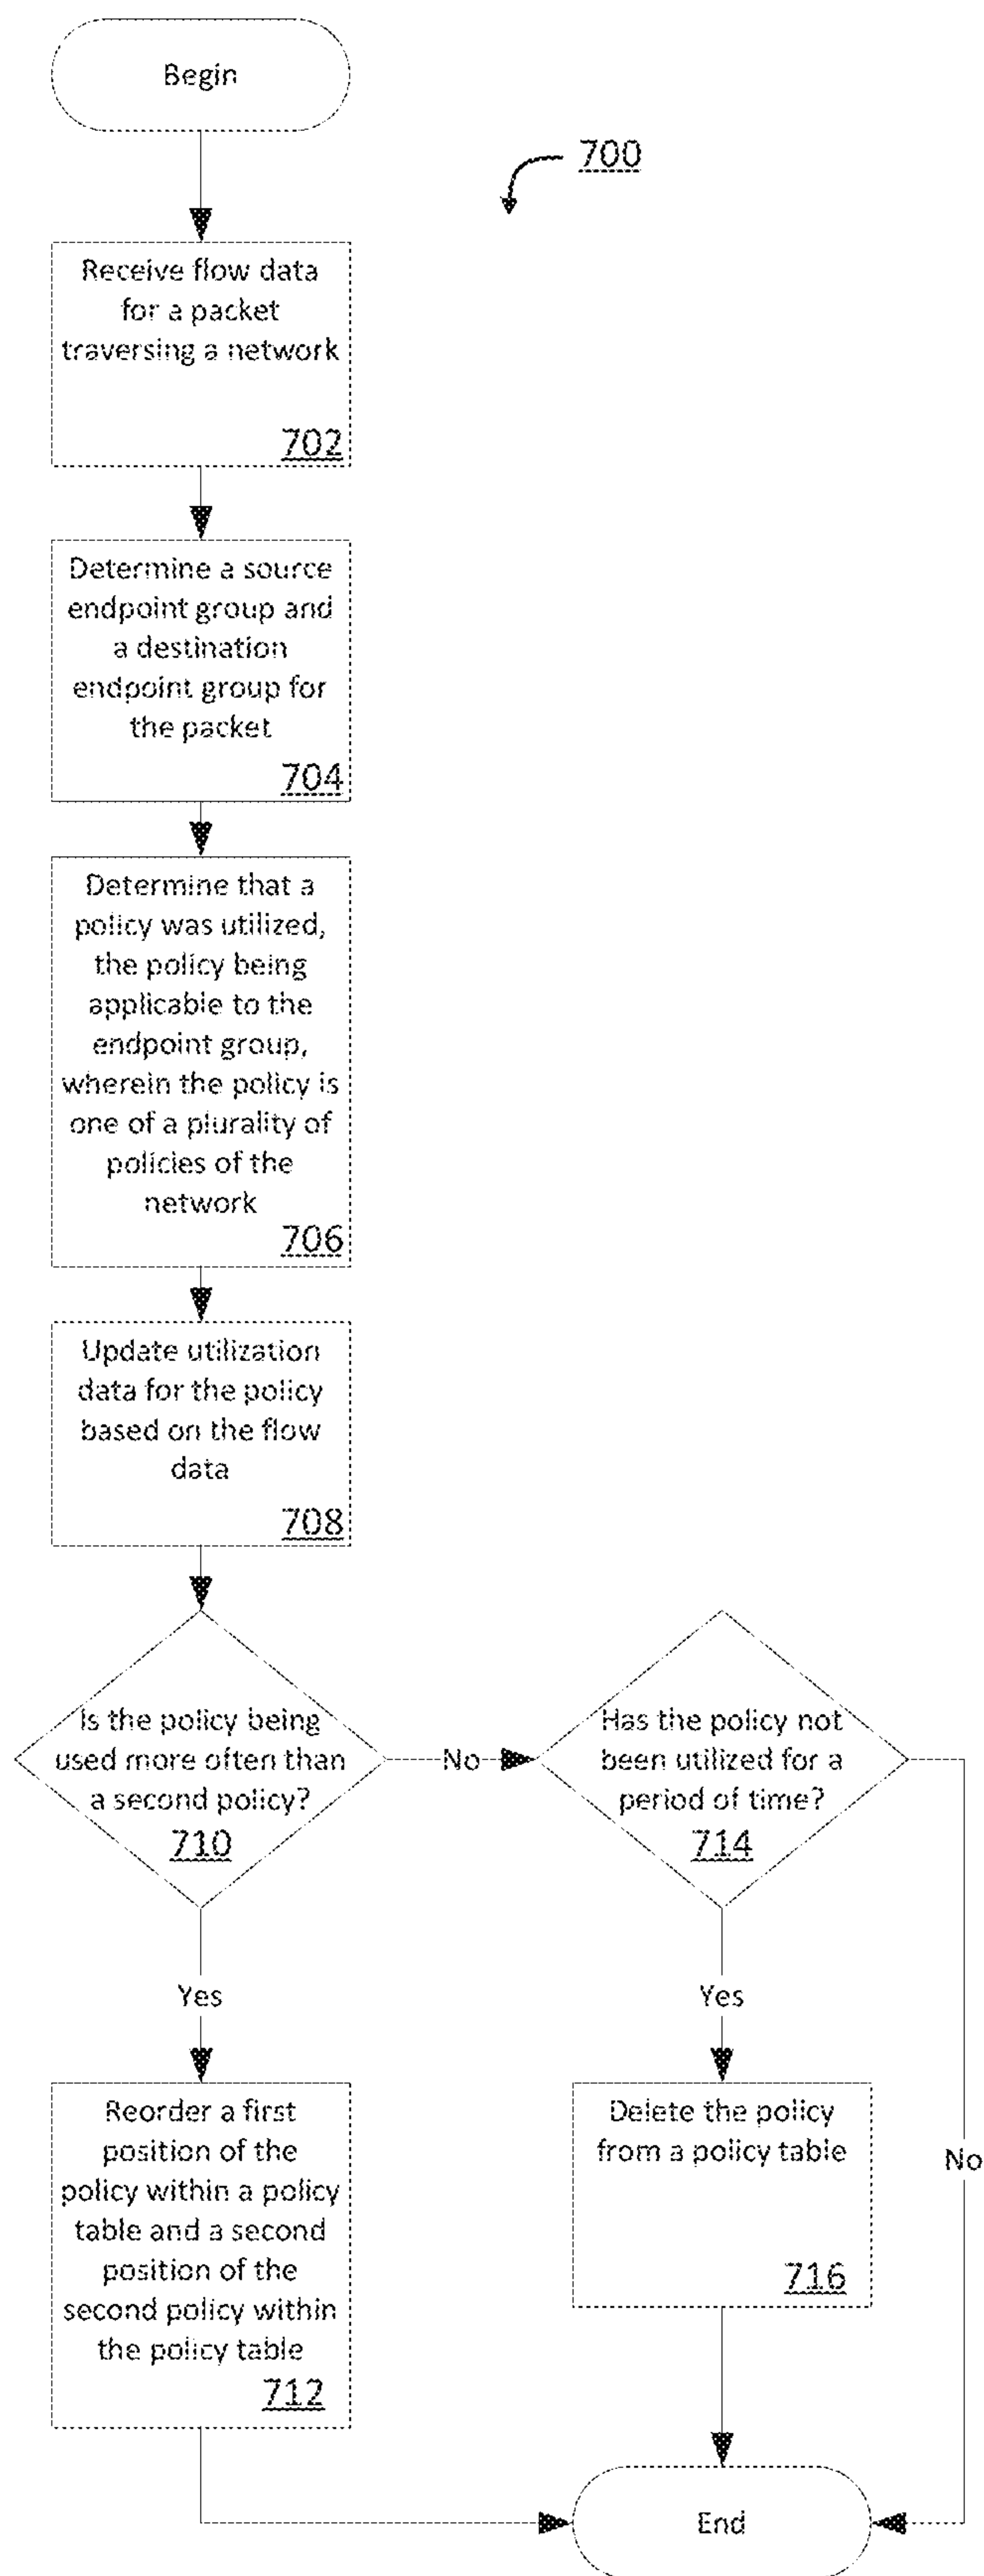 Begin
700
Receive flow data
for a packet
traversing a network
702
Determine a source
endpoint group and
a destination
endpoint group for
the packet
704
Determine that a
policy was utilized,
the policy being
applicable to the
endpoint group,
wherein the policy is
one of a plurality of
policies of the
network
706
Update utilization
data for the policy
based on the flow
data
708
Is the policy being
used more often than
a second policy?
710
No
Has the policy not
been utilized for a
period of time?
714
Yes
Yes
Reorder a first
position of the
policy within a policy
table and a second
position of the
second policy within
the policy table
712
Delete the policy
from a policy table
716
No
End